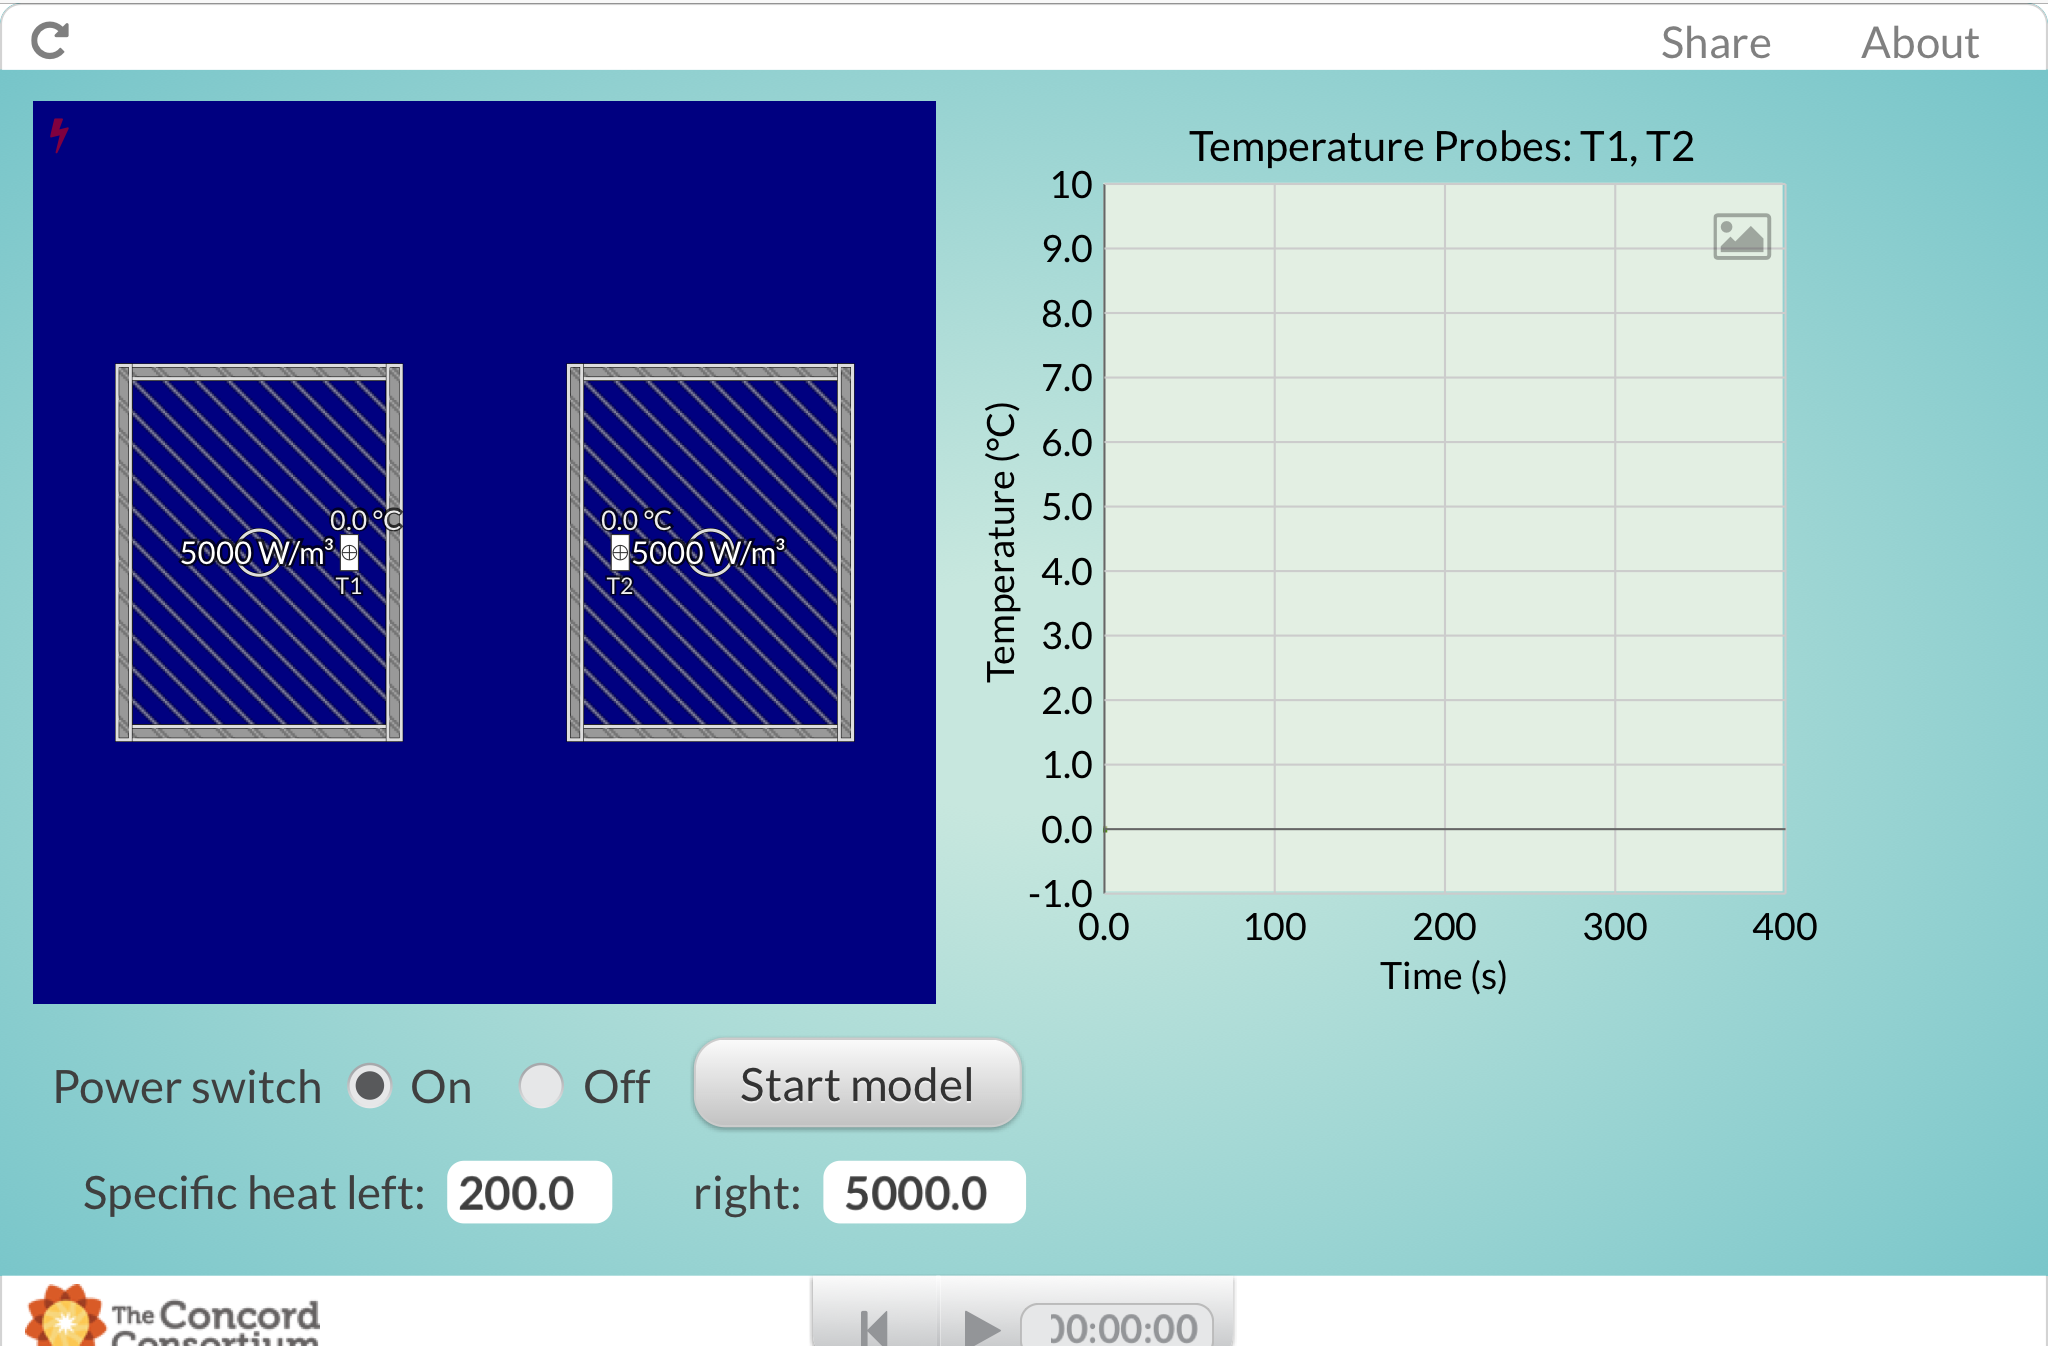 Share About
Temperature Probes: T1, T2
10
9.0
8.0
7.0
6.0
5.0
4.0
3.0
2.0
1.0
0.0
-1.0
Temperature (°C)
0.0 100 200 300 400
Time (s)
0.0 °C
5000 W/m³
T1
0.0 °C
5000 W/m³
T2
Power switch On Off Start model
Specific heat left: 200.0 right: 5000.0
The Concord
Consortium
00:00:00